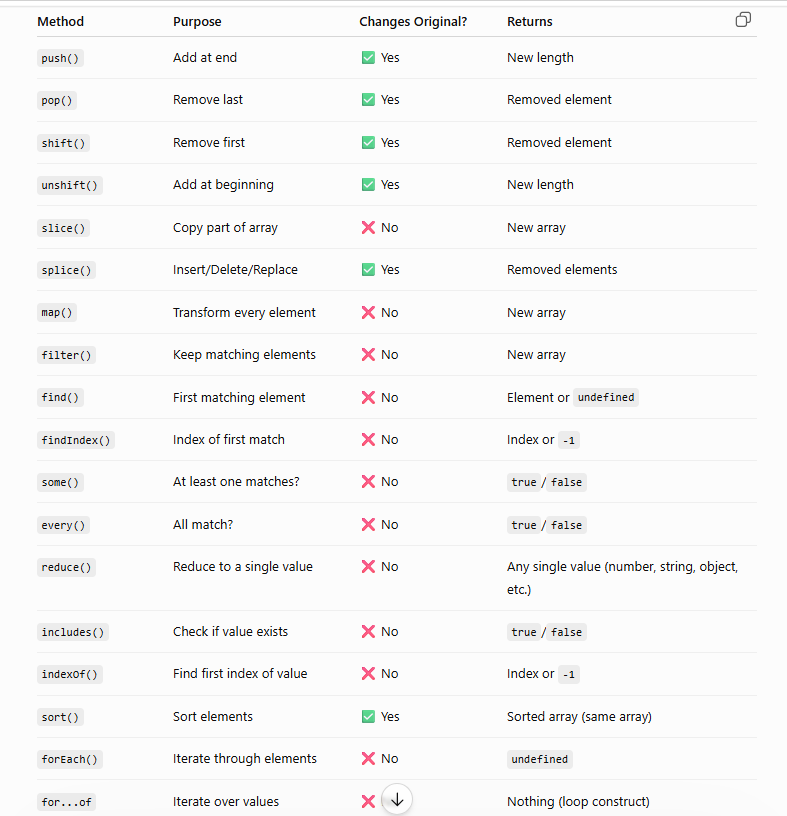 Method Purpose Changes Original? Returns
push() Add at end ✅ Yes New length
pop() Remove last ✅ Yes Removed element
shift() Remove first ✅ Yes Removed element
unshift() Add at beginning ✅ Yes New length
slice() Copy part of array ❌ No New array
splice() Insert/Delete/Replace ✅ Yes Removed elements
map() Transform every element ❌ No New array
filter() Keep matching elements ❌ No New array
find() First matching element ❌ No Element or undefined
findIndex() Index of first match ❌ No Index or -1
some() At least one matches? ❌ No true / false
every() All match? ❌ No true / false
reduce() Reduce to a single value ❌ No Any single value (number, string, object,
etc.)
includes() Check if value exists ❌ No true / false
indexOf() Find first index of value ❌ No Index or -1
sort() Sort elements ✅ Yes Sorted array (same array)
forEach() Iterate through elements ❌ No undefined
for...of Iterate over values ❌ Nothing (loop construct)